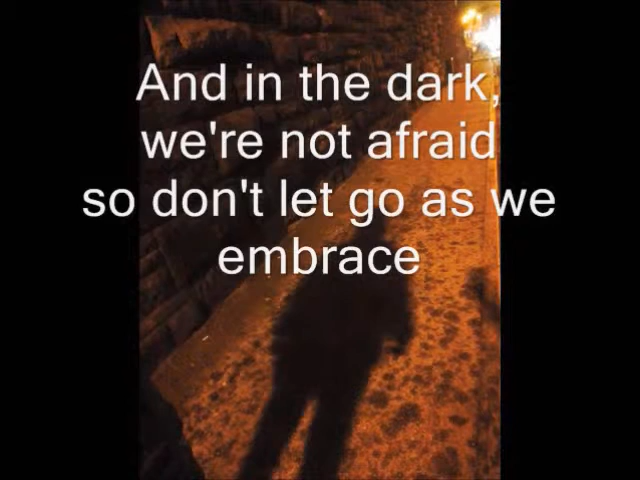 And in the dark,
we're not afraid
so don't let go as we
embrace